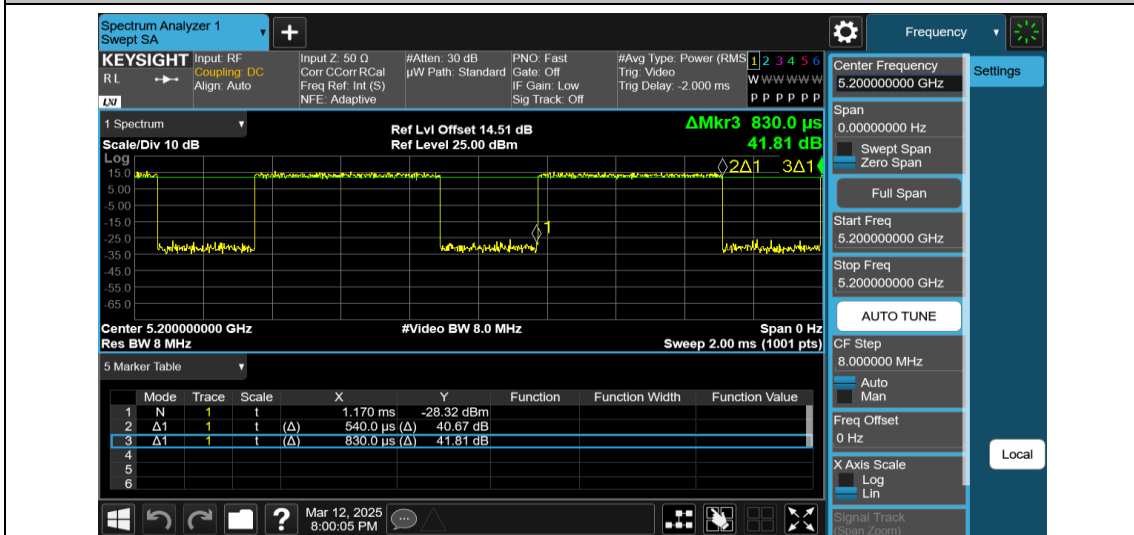 Spectrum Analyzer 1
Swept SA
Frequency
KEYSIGHT
RL
LXI
Input: RF
Coupling: DC
Align: Auto
Input Z: 50 Ω
Corr CCorr RCal
Freq Ref: Int (S)
NFE: Adaptive
#Atten: 30 dB
µW Path: Standard
PNO: Fast
Gate: Off
IF Gain: Low
Sig Track: Off
#Avg Type: Power (RMS
Trig: Video
Trig Delay: -2.000 ms
1 2 3 4 5 6
W W W W W W
P P P P P P
1 Spectrum
Scale/Div 10 dB
Ref Lvl Offset 14.51 dB
Ref Level 25.00 dBm
ΔMkr3 830.0 µs
41.81 dB
Log
15.0
5.00
-5.00
-15.0
-25.0
-35.0
-45.0
-55.0
-65.0
2Δ1
3Δ1
1
Center 5.200000000 GHz
#Video BW 8.0 MHz
Span 0 Hz
Res BW 8 MHz
Sweep 2.00 ms (1001 pts)
5 Marker Table
Mode Trace Scale X Y Function Function Width Function Value
1 N 1 t 1.170 ms -28.32 dBm
2 Δ1 1 t (Δ) 540.0 µs (Δ) 40.67 dB
3 Δ1 1 t (Δ) 830.0 µs (Δ) 41.81 dB
4
5
6
Mar 12, 2025
8:00:05 PM
Center Frequency
5.200000000 GHz
Settings
Span
0.00000000 Hz
Swept Span
Zero Span
Full Span
Start Freq
5.200000000 GHz
Stop Freq
5.200000000 GHz
AUTO TUNE
CF Step
8.000000 MHz
Auto
Man
Freq Offset
0 Hz
Local
X Axis Scale
Log
Lin
Signal Track
(Span Zoom)